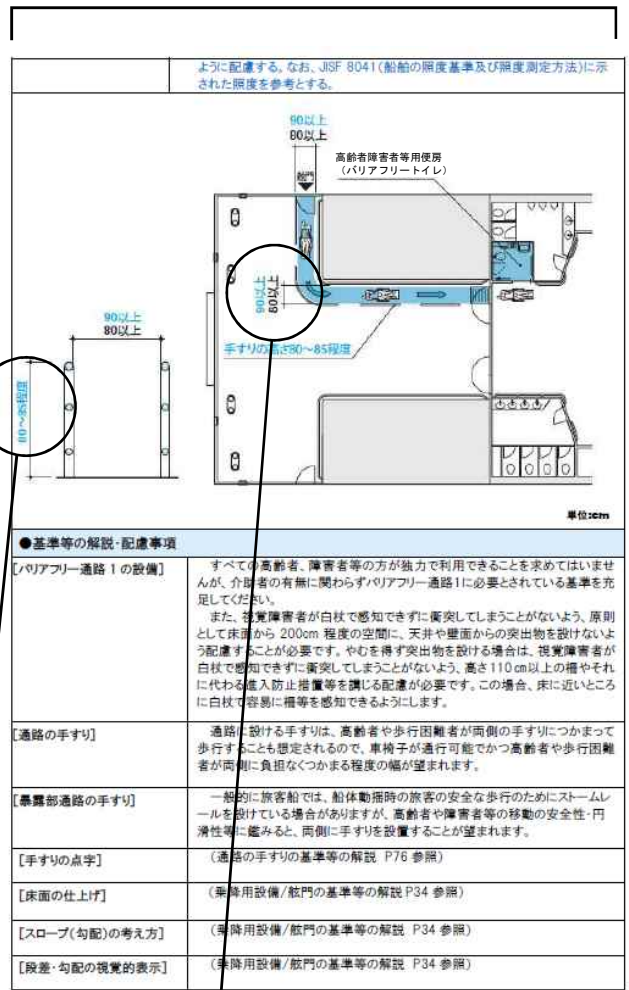 ように配慮する。なお、JISF 8041(船舶の照度基準及び照度測定方法)に示
された照度を参考とする。
90以上
80以上
舷門
高齢者障害者等用便房
（バリアフリートイレ）
90以上
80以上
手すりの高さ80～85程度
90以上
80以上
80～85程度
単位:cm
●基準等の解説・配慮事項
[バリアフリー通路 1 の設備]
すべての高齢者、障害者等の方が独力で利用できることを求めてはいませ
んが、介助者の有無に関わらずバリアフリー通路1に必要とされている基準を充
足してください。
また、視覚障害者が白杖で感知できずに衝突してしまうことがないよう、原則
として床面から 200cm 程度の空間に、天井や壁面からの突出物を設けないよ
う配慮することが必要です。やむを得ず突出物を設ける場合は、視覚障害者が
白杖で感知できずに衝突してしまうことがないよう、高さ110㎝以上の柵やそれ
に代わる進入防止措置等を講じる配慮が必要です。この場合、床に近いところ
に白杖で容易に柵等を感知できるようにします。
[通路の手すり]
通路に設ける手すりは、高齢者や歩行困難者が両側の手すりにつかまって
歩行することも想定されるので、車椅子が通行可能でかつ高齢者や歩行困難
者が両側に負担なくつかまる程度の幅が望まれます。
[暴露部通路の手すり]
一般的に旅客船では、船体動揺時の旅客の安全な歩行のためにストームレ
ールを設けている場合がありますが、高齢者や障害者等の移動の安全性・円
滑性等に鑑みると、両側に手すりを設置することが望まれます。
[手すりの点字]
(通路の手すりの基準等の解説 P76 参照)
[床面の仕上げ]
(乗降用設備/舷門の基準等の解説 P34 参照)
[スロープ(勾配)の考え方]
(乗降用設備/舷門の基準等の解説 P34 参照)
[段差・勾配の視覚的表示]
(乗降用設備/舷門の基準等の解説 P34 参照)